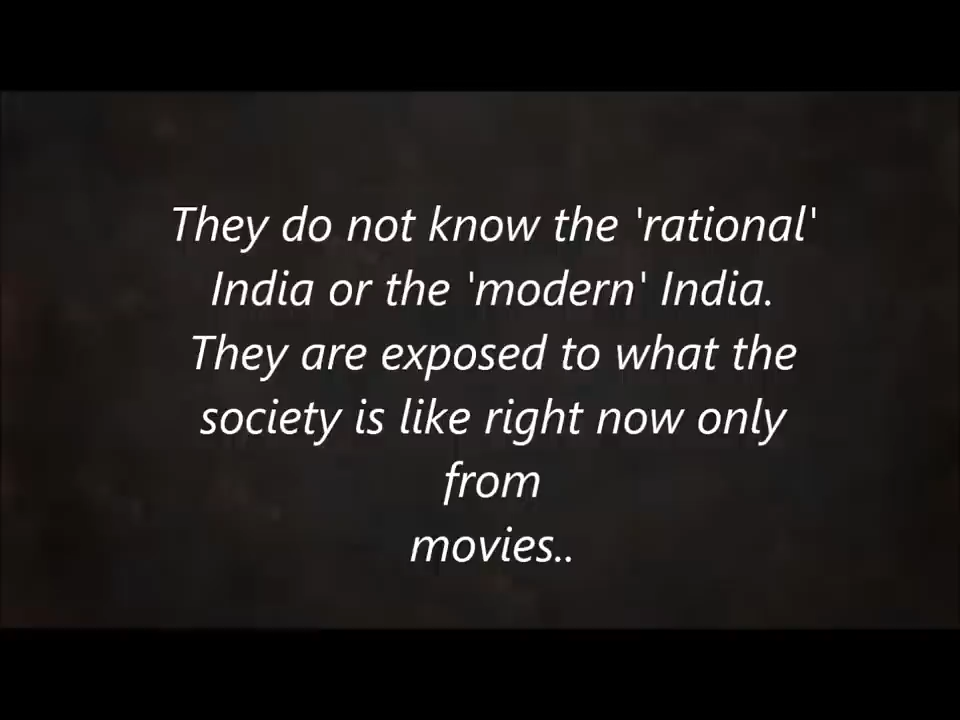 They do not know the 'rational'
India or the 'modern' India.
They are exposed to what the
society is like right now only
from
movies..